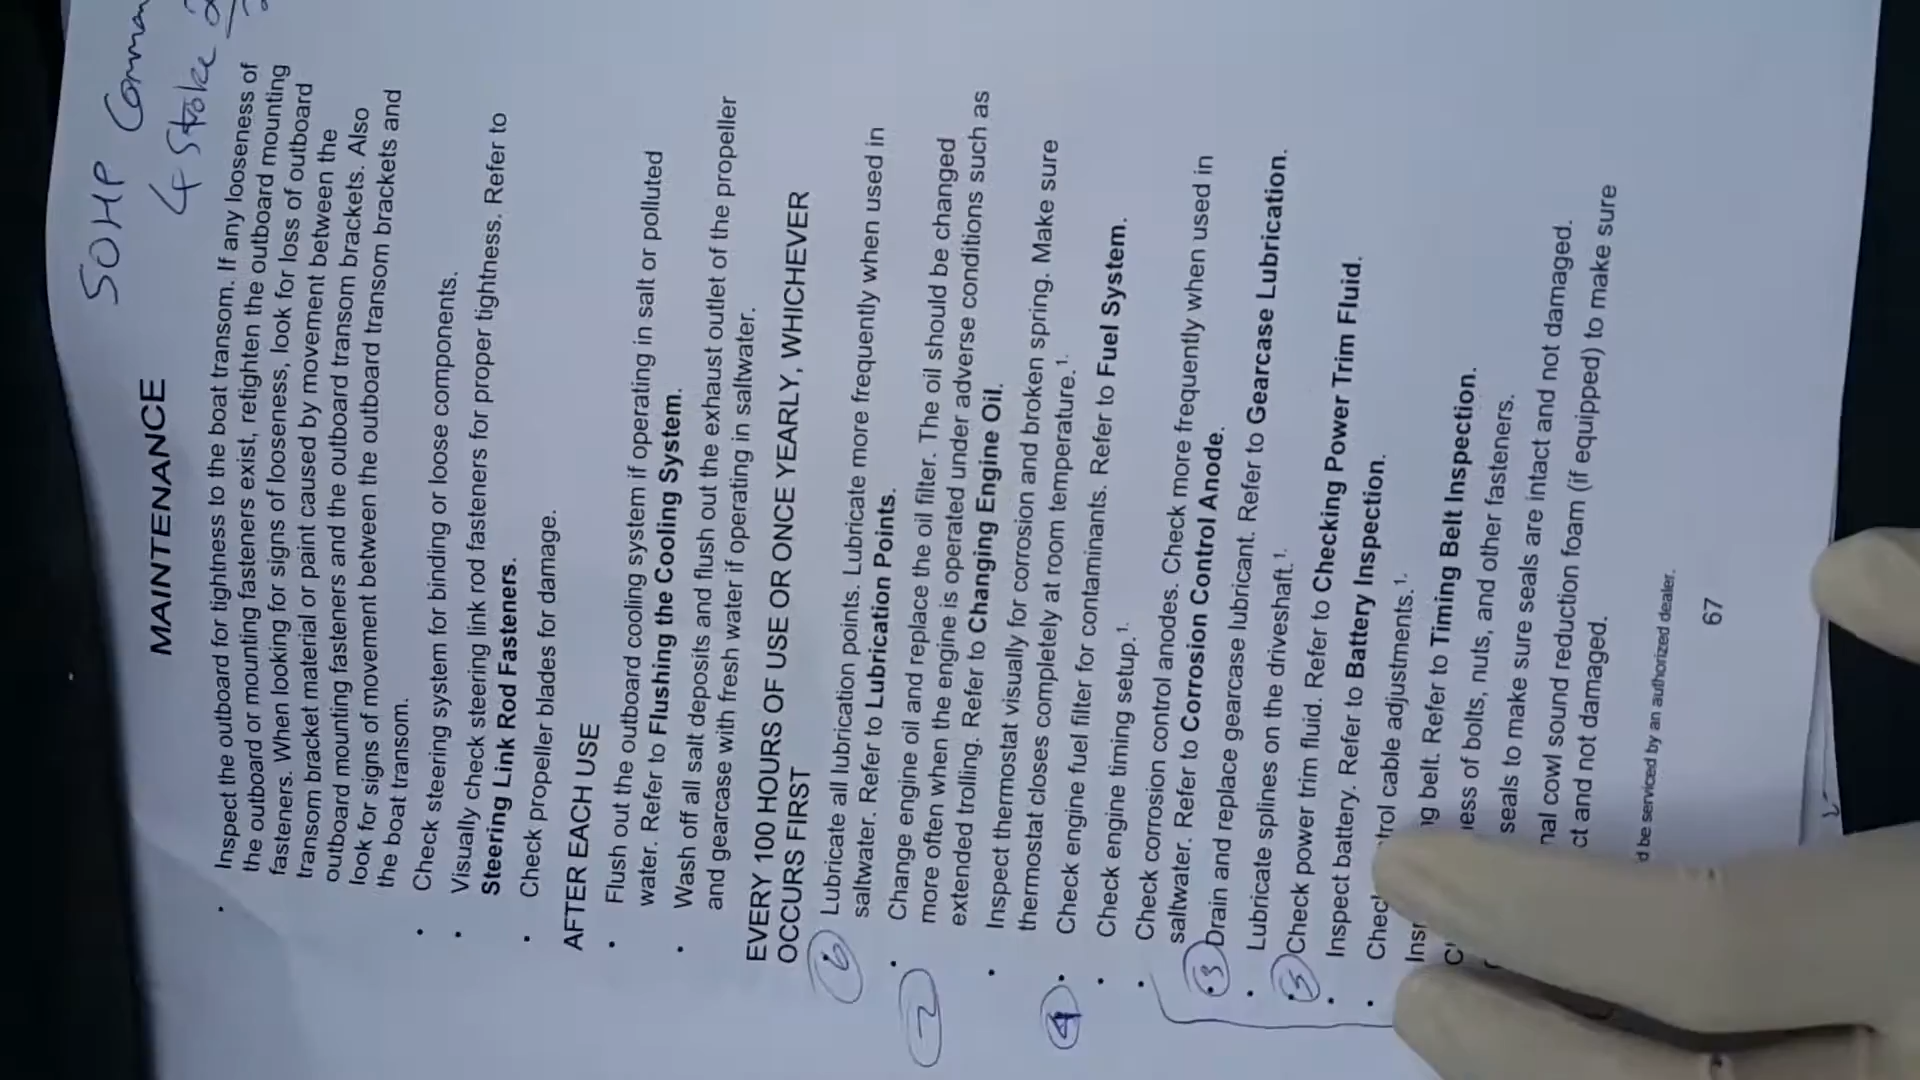 50HP
4 Stroke
MAINTENANCE
• Inspect the outboard for tightness to the boat transom. If any looseness of
the outboard or mounting fasteners exist, retighten the outboard mounting
fasteners. When looking for signs of looseness, look for loss of outboard
transom bracket material or paint caused by movement between the
outboard mounting fasteners and the outboard transom brackets. Also
look for signs of movement between the outboard transom brackets and
the boat transom.
• Check steering system for binding or loose components.
• Visually check steering link rod fasteners for proper tightness. Refer to
Steering Link Rod Fasteners.
• Check propeller blades for damage.
AFTER EACH USE
• Flush out the outboard cooling system if operating in salt or polluted
water. Refer to Flushing the Cooling System.
• Wash off all salt deposits and flush out the exhaust outlet of the propeller
and gearcase with fresh water if operating in saltwater.
EVERY 100 HOURS OF USE OR ONCE YEARLY, WHICHEVER
OCCURS FIRST
6 Lubricate all lubrication points. Lubricate more frequently when used in
saltwater. Refer to Lubrication Points.
• Change engine oil and replace the oil filter. The oil should be changed
more often when the engine is operated under adverse conditions such as
extended trolling. Refer to Changing Engine Oil.
• Inspect thermostat visually for corrosion and broken spring. Make sure
thermostat closes completely at room temperature.1.
4 • Check engine fuel filter for contaminants. Refer to Fuel System.
• Check engine timing setup.1.
• Check corrosion control anodes. Check more frequently when used in
saltwater. Refer to Corrosion Control Anode.
• 3 Drain and replace gearcase lubricant. Refer to Gearcase Lubrication.
• Lubricate splines on the driveshaft.1.
• 5 Check power trim fluid. Refer to Checking Power Trim Fluid.
• Inspect battery. Refer to Battery Inspection.
• cable adjustments.1.
belt. Refer to Timing Belt Inspection.
of bolts, nuts, and other fasteners.
seals to make sure seals are intact and not damaged.
cowl sound reduction foam (if equipped) to make sure
and not damaged.
be serviced by an authorized dealer.
67